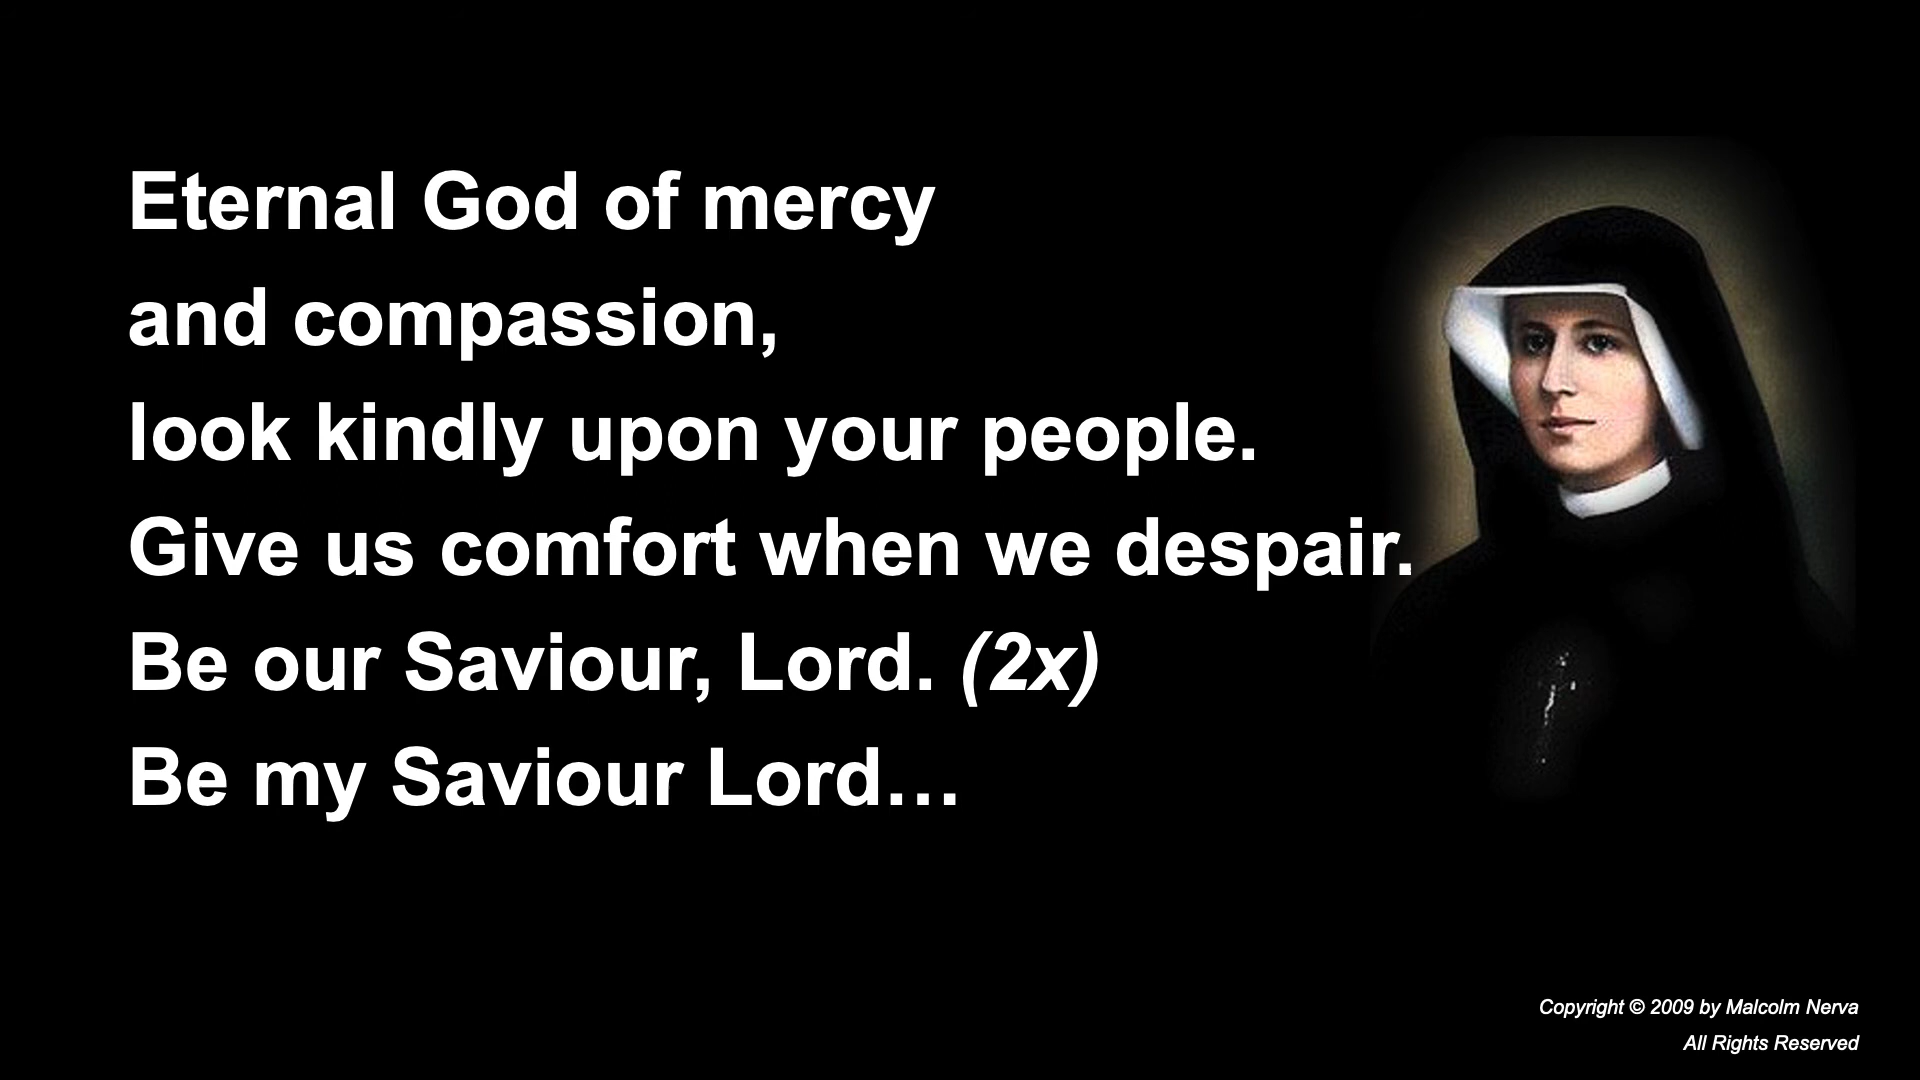 Eternal God of mercy
and compassion,
look kindly upon your people.
Give us comfort when we despair.
Be our Saviour, Lord. (2x)
Be my Saviour Lord…
Copyright © 2009 by Malcolm Nerva
All Rights Reserved